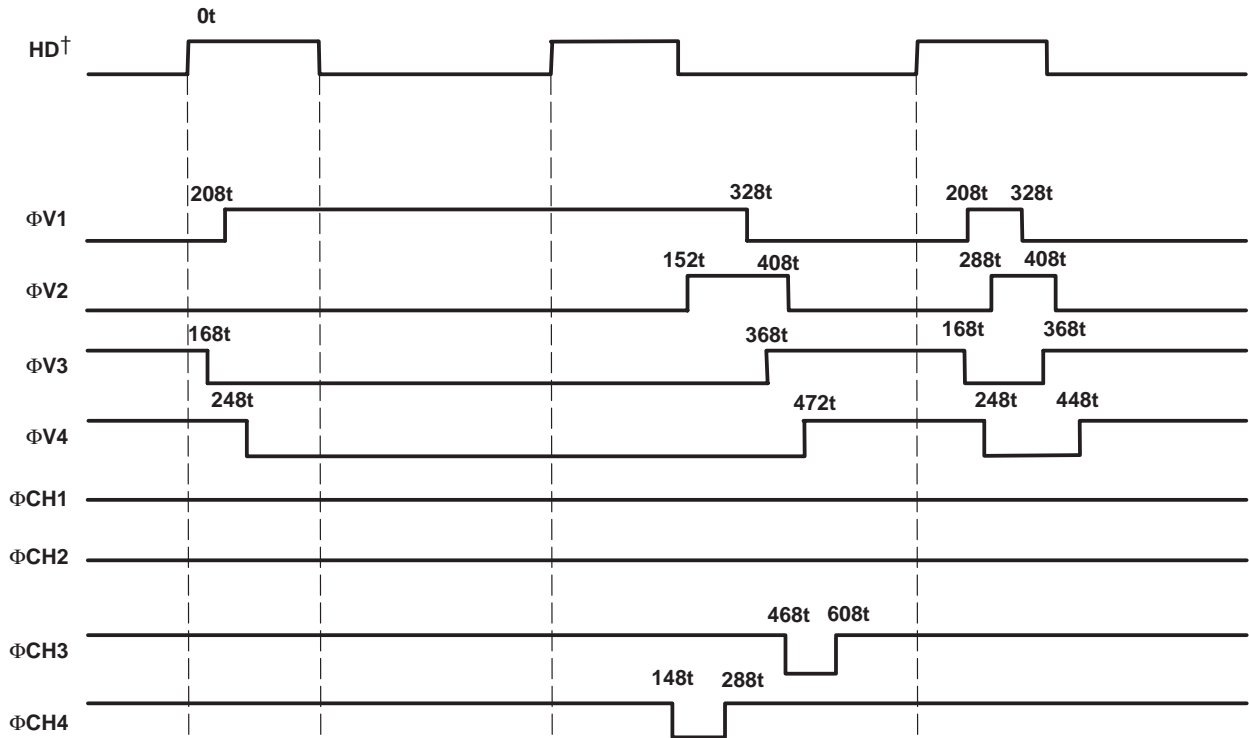 0t
HD†
208t 328t 208t 328t
ΦV1
152t 408t 288t 408t
ΦV2
168t 368t 168t 368t
ΦV3
248t 472t 248t 448t
ΦV4
ΦCH1
ΦCH2
468t 608t
ΦCH3
148t 288t
ΦCH4